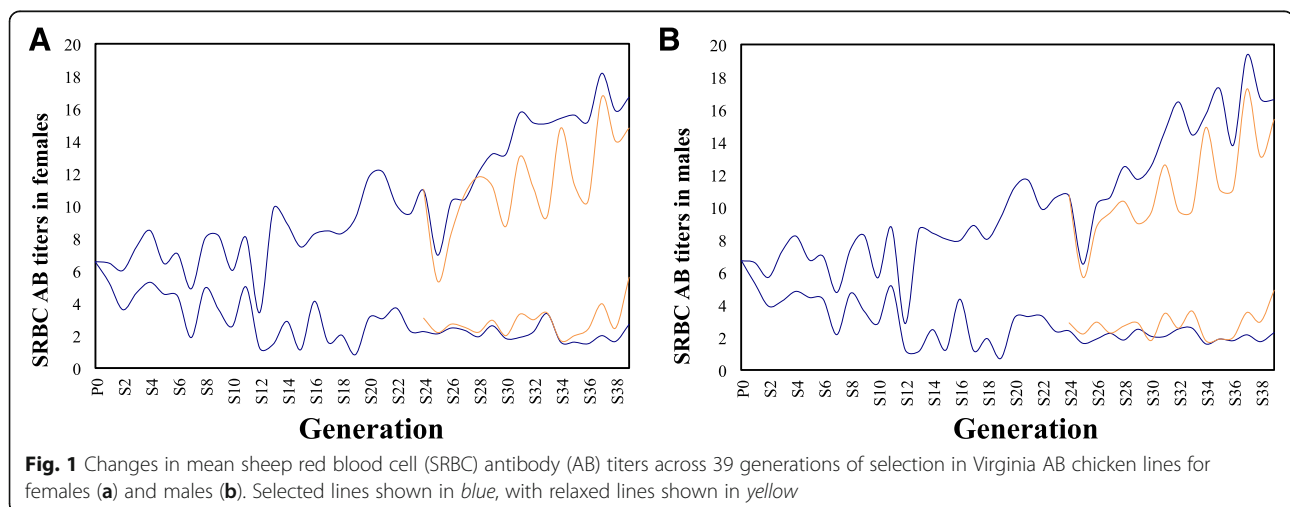 A
B
SRBC AB titers in females
20
18
16
14
12
10
8
6
4
2
0
P0 S2 S4 S6 S8 S10 S12 S14 S16 S18 S20 S22 S24 S26 S28 S30 S32 S34 S36 S38
Generation
SRBC AB titers in males
20
18
16
14
12
10
8
6
4
2
0
P0 S2 S4 S6 S8 S10 S12 S14 S16 S18 S20 S22 S24 S26 S28 S30 S32 S34 S36 S38
Generation
Fig. 1 Changes in mean sheep red blood cell (SRBC) antibody (AB) titers across 39 generations of selection in Virginia AB chicken lines for
females (a) and males (b). Selected lines shown in blue, with relaxed lines shown in yellow